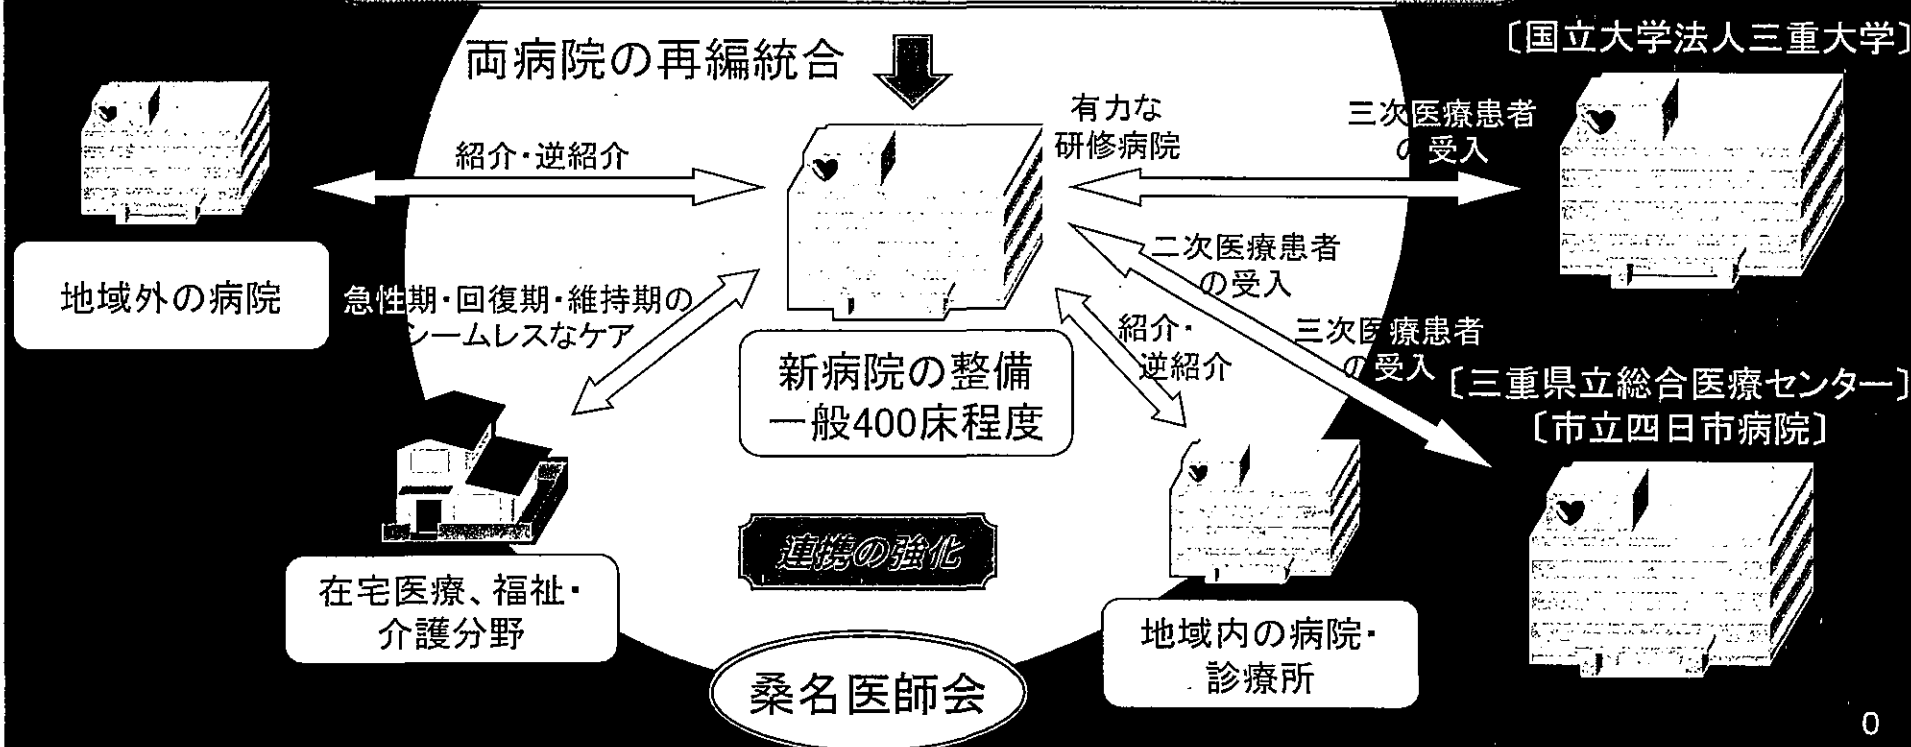 両病院の再編統合
〔国立大学法人三重大学〕
有力な
研修病院
三次医療患者
の受入
紹介・逆紹介
二次医療患者
の受入
地域外の病院
急性期・回復期・維持期の
シームレスなケア
紹介・
逆紹介
三次医療患者
の受入
新病院の整備
一般400床程度
〔三重県立総合医療センター〕
〔市立四日市病院〕
連携の強化
在宅医療、福祉・
介護分野
地域内の病院・
診療所
桑名医師会
0